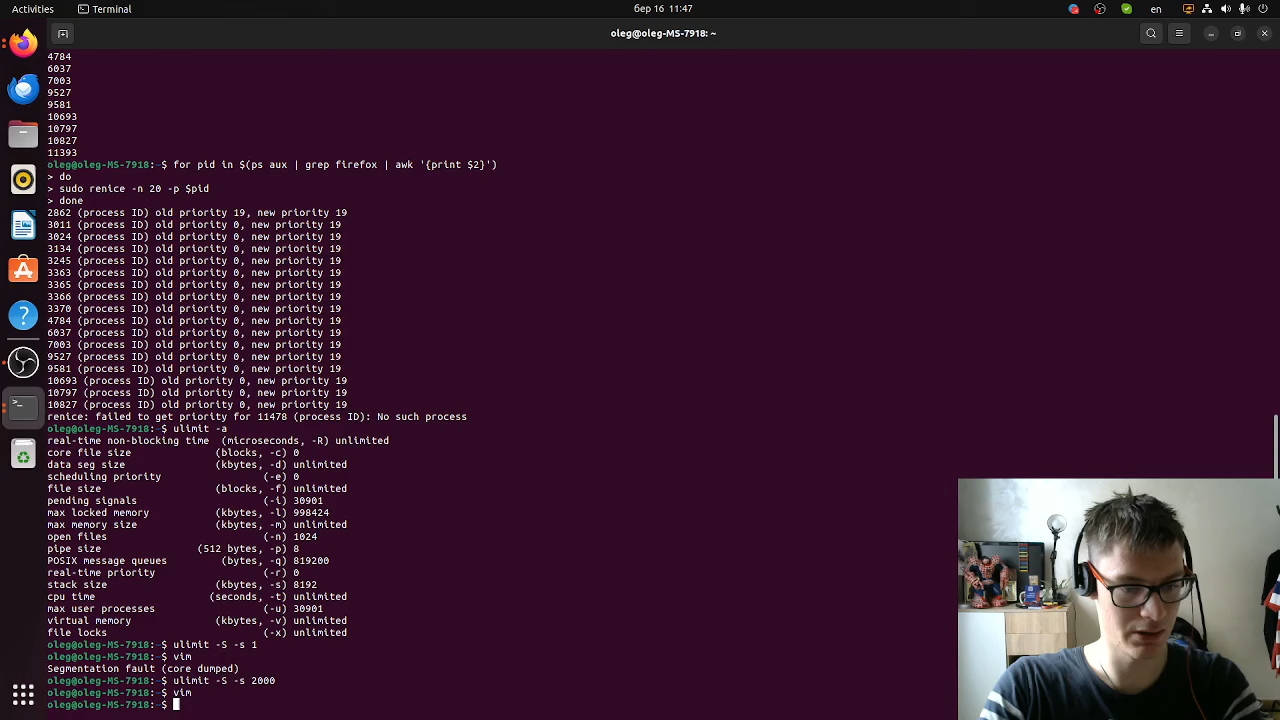 Activities
Terminal
бер 16 11:47
en
oleg@oleg-MS-7918: ~
4784
6037
7003
9527
9581
10693
10797
10827
11393
oleg@oleg-MS-7918:~$ for pid in $(ps aux | grep firefox | awk '{print $2}')
> do
> sudo renice -n 20 -p $pid
> done
2862 (process ID) old priority 19, new priority 19
3011 (process ID) old priority 0, new priority 19
3024 (process ID) old priority 0, new priority 19
3134 (process ID) old priority 0, new priority 19
3245 (process ID) old priority 0, new priority 19
3363 (process ID) old priority 0, new priority 19
3365 (process ID) old priority 0, new priority 19
3366 (process ID) old priority 0, new priority 19
3370 (process ID) old priority 0, new priority 19
4784 (process ID) old priority 0, new priority 19
6037 (process ID) old priority 0, new priority 19
7003 (process ID) old priority 0, new priority 19
9527 (process ID) old priority 0, new priority 19
9581 (process ID) old priority 0, new priority 19
10693 (process ID) old priority 0, new priority 19
10797 (process ID) old priority 0, new priority 19
10827 (process ID) old priority 0, new priority 19
renice: failed to get priority for 11478 (process ID): No such process
oleg@oleg-MS-7918:~$ ulimit -a
real-time non-blocking time (microseconds, -R) unlimited
core file size (blocks, -c) 0
data seg size (kbytes, -d) unlimited
scheduling priority (-e) 0
file size (blocks, -f) unlimited
pending signals (-i) 30901
max locked memory (kbytes, -l) 998424
max memory size (kbytes, -m) unlimited
open files (-n) 1024
pipe size (512 bytes, -p) 8
POSIX message queues (bytes, -q) 819200
real-time priority (-r) 0
stack size (kbytes, -s) 8192
cpu time (seconds, -t) unlimited
max user processes (-u) 30901
virtual memory (kbytes, -v) unlimited
file locks (-x) unlimited
oleg@oleg-MS-7918:~$ ulimit -S -s 1
oleg@oleg-MS-7918:~$ vim
Segmentation fault (core dumped)
oleg@oleg-MS-7918:~$ ulimit -S -s 2000
oleg@oleg-MS-7918:~$ vim
oleg@oleg-MS-7918:~$